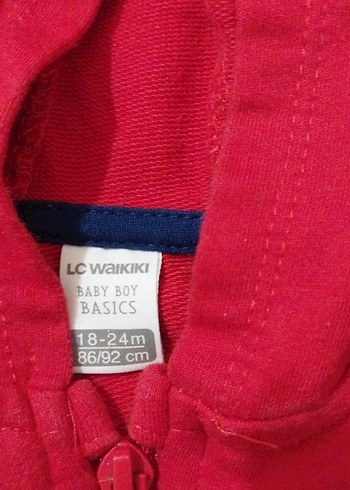 LC WAIKIKI
BABY BOY
BASICS
18-24m
86/92 cm